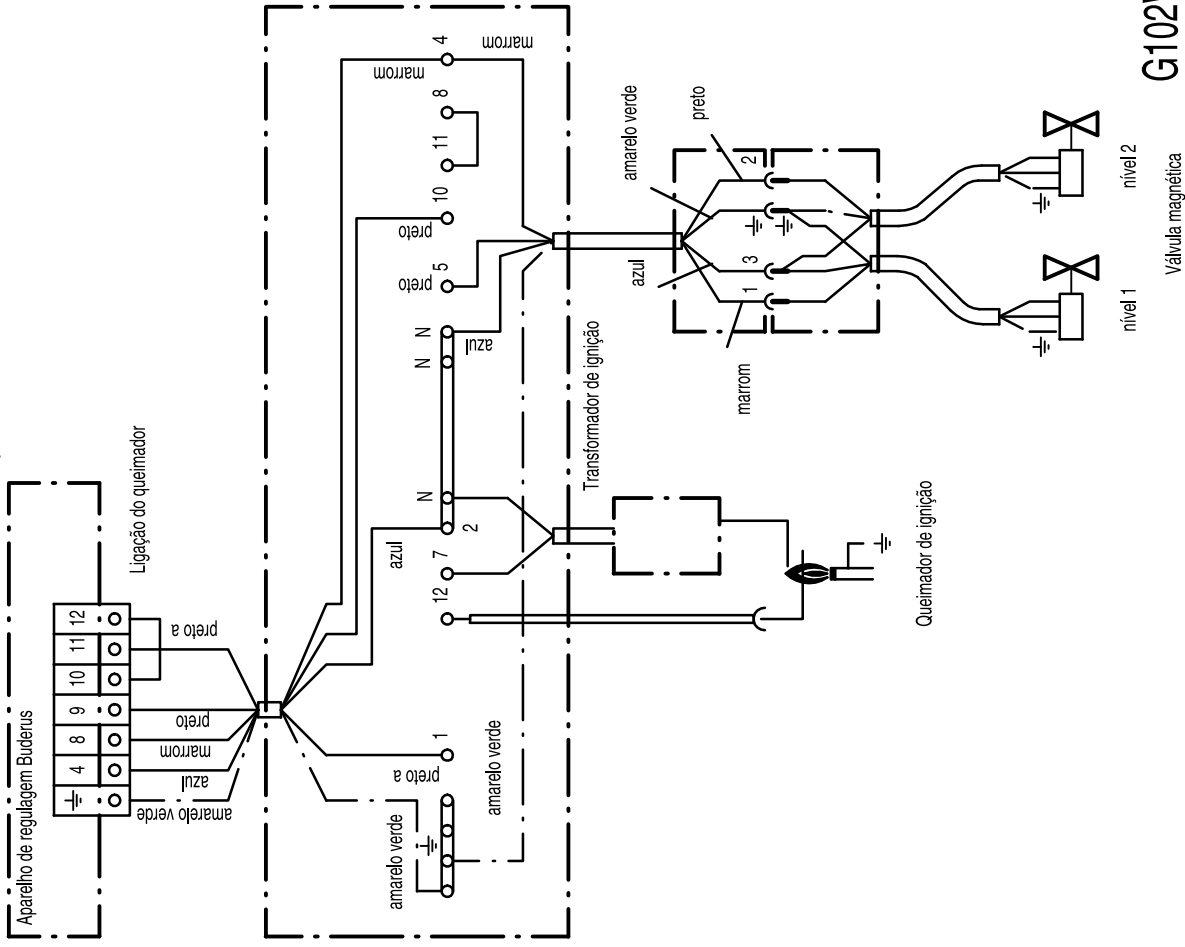 Aparelho de regulagem Buderus
4 8 9 10 11 12
Ligação do queimador
amarelo verde
azul
marrom
preto
preto a
amarelo verde
preto a
1
amarelo verde
12
7
2
N
azul
N
N
azul
5
preto
10
preto
11
8
4
marrom
marrom
Transformador de ignição
Queimador de ignição
marrom
azul
amarelo verde
preto
1
3
2
nível 1
nível 2
Válvula magnética